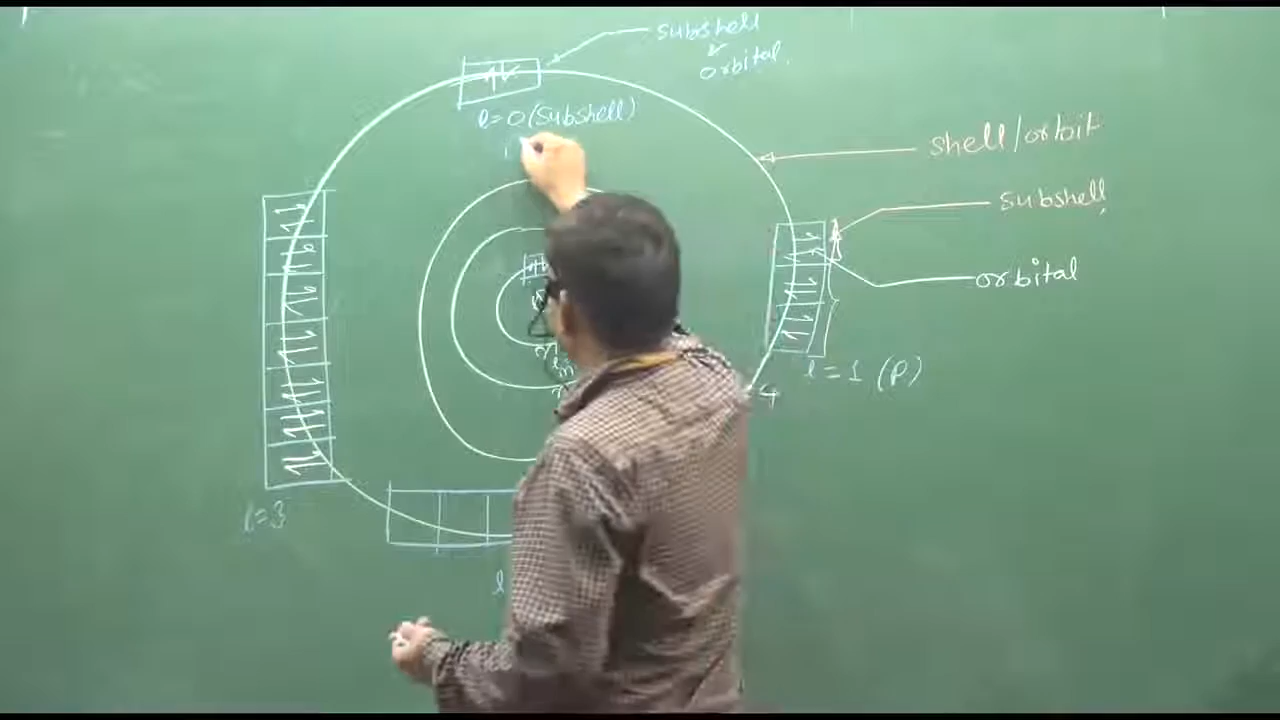 subshell
orbital.
l=0 (subshell)
shell/orbit
subshell
orbital
l=1 (P)
4
l=3
l